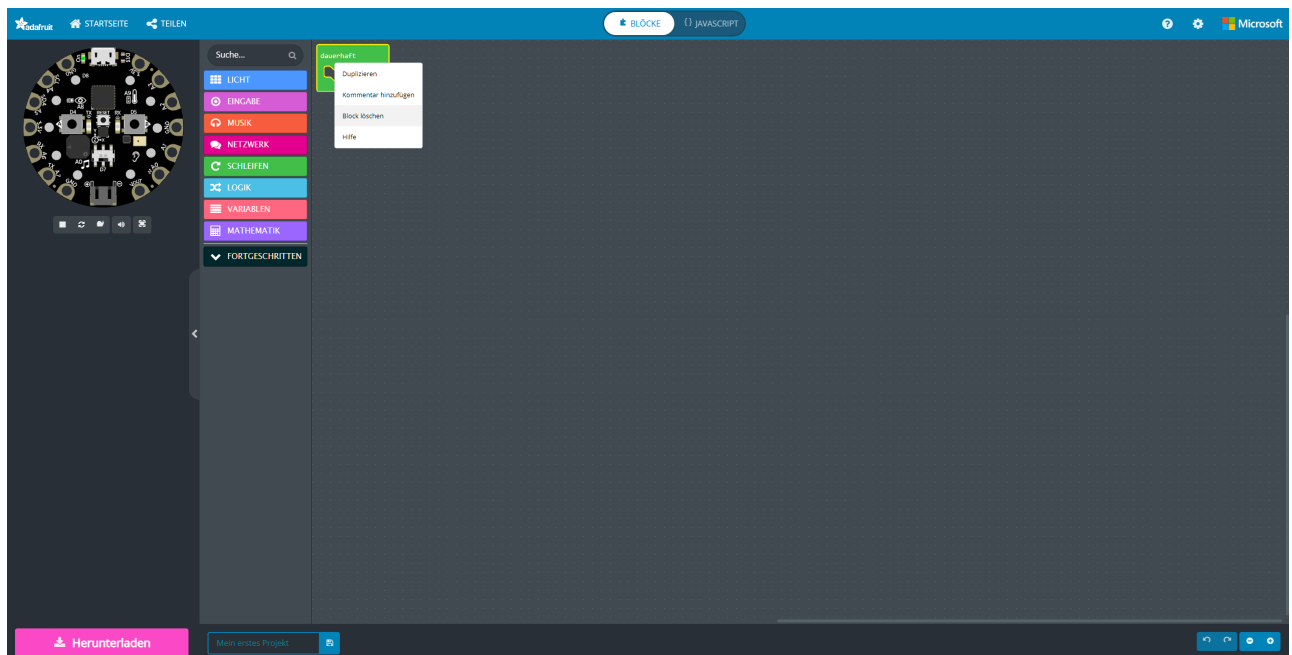 adafruit STARTSEITE TEILEN BLÖCKE {} JAVASCRIPT Microsoft
Suche...
LICHT
EINGABE
MUSIK
NETZWERK
SCHLEIFEN
LOGIK
VARIABLEN
MATHEMATIK
FORTGESCHRITTEN
dauerhaft
Duplizieren
Kommentar hinzufügen
Block löschen
Hilfe
Herunterladen
Mein erstes Projekt